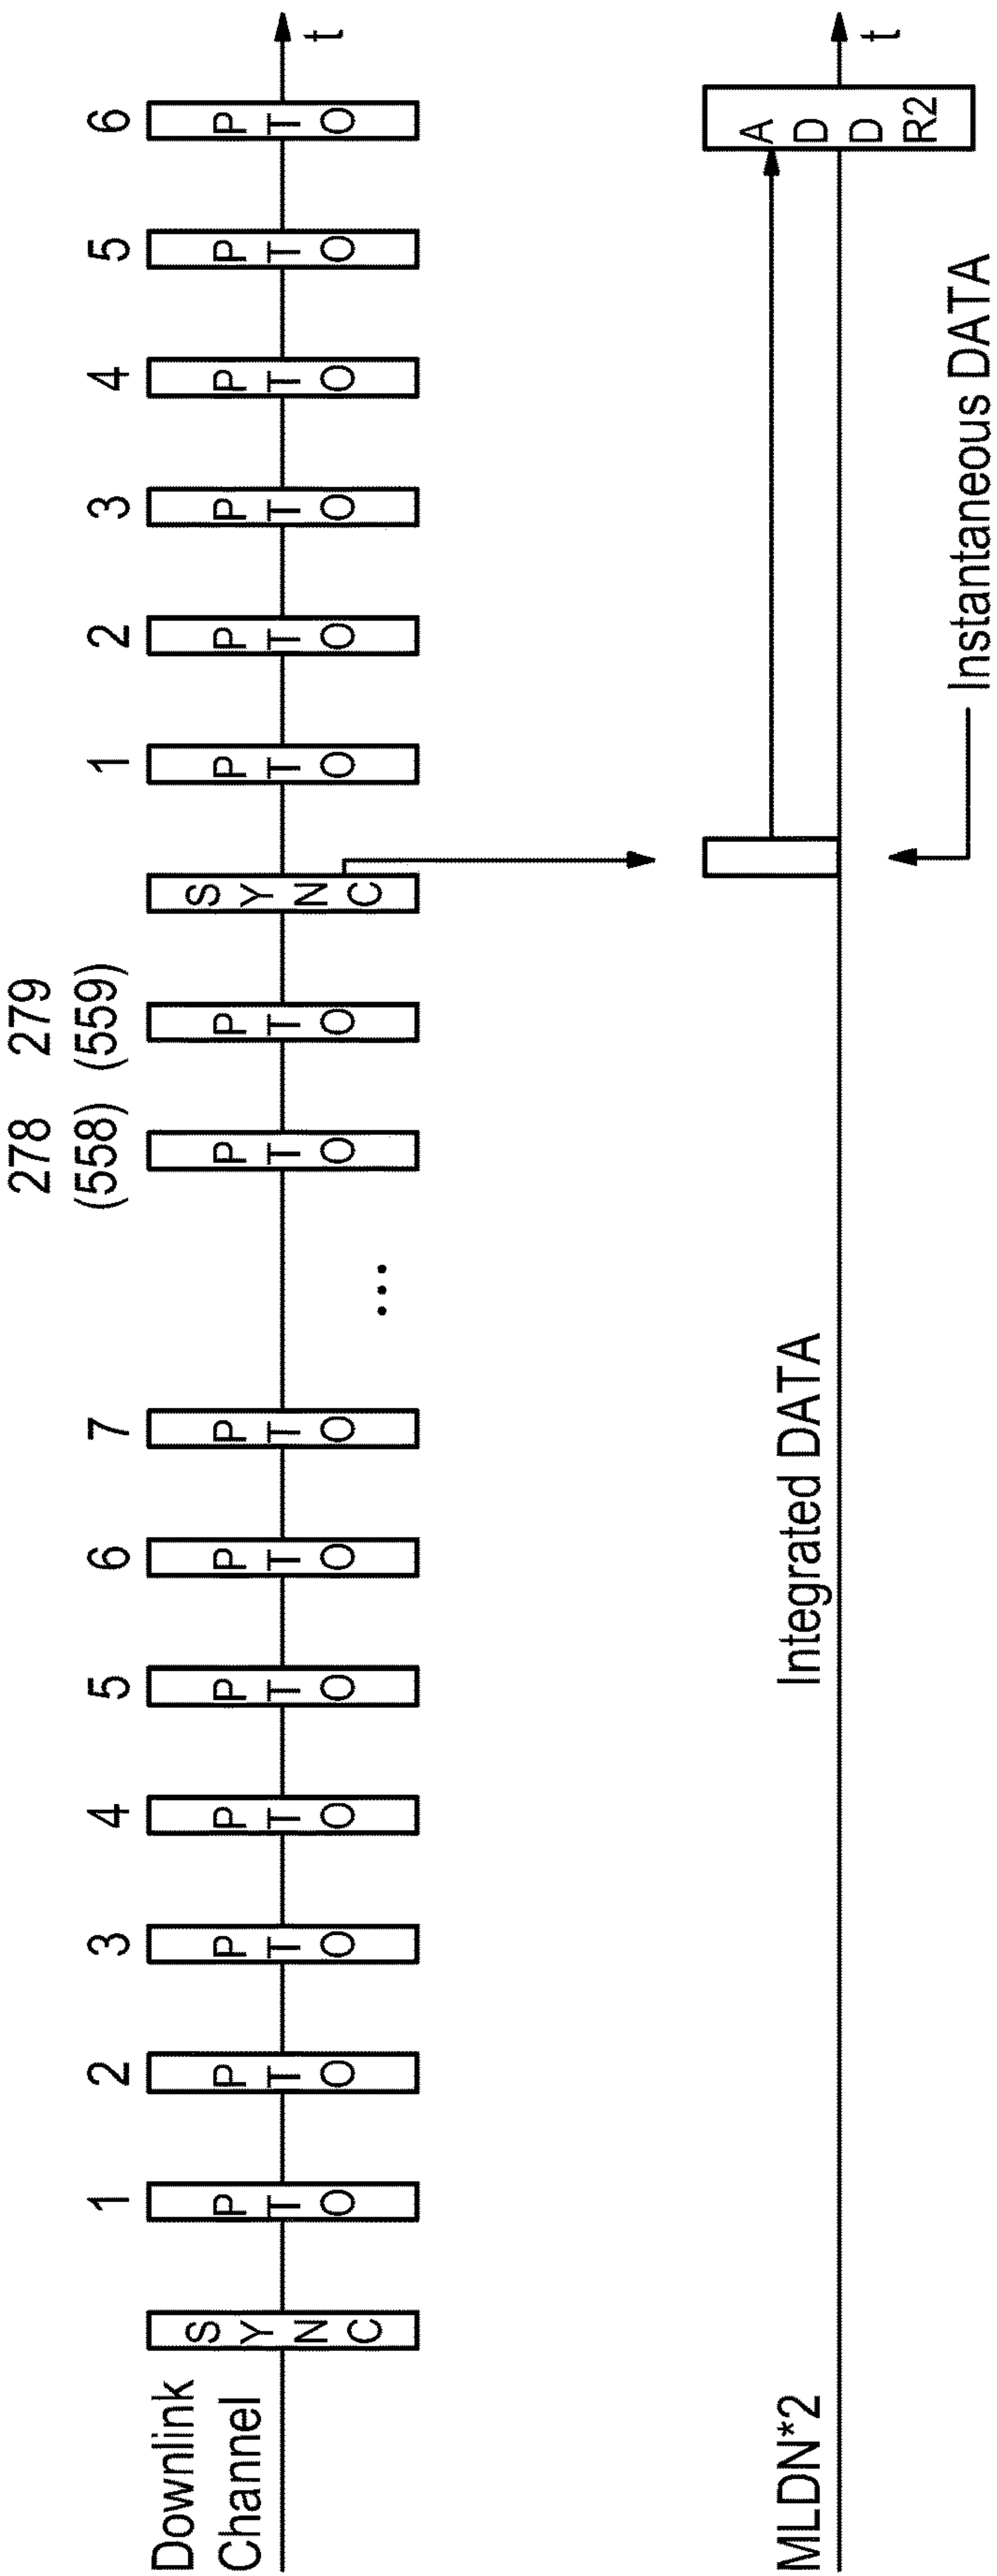 Downlink
Channel
1 2 3 4 5 6 7 278 279 1 2 3 4 5 6
(558) (559)
SYNC PTO PTO PTO PTO PTO PTO PTO ... PTO PTO SYNC PTO PTO PTO PTO PTO PTO
t
MLDN*2
Integrated DATA
ADDR2
t
Instantaneous DATA